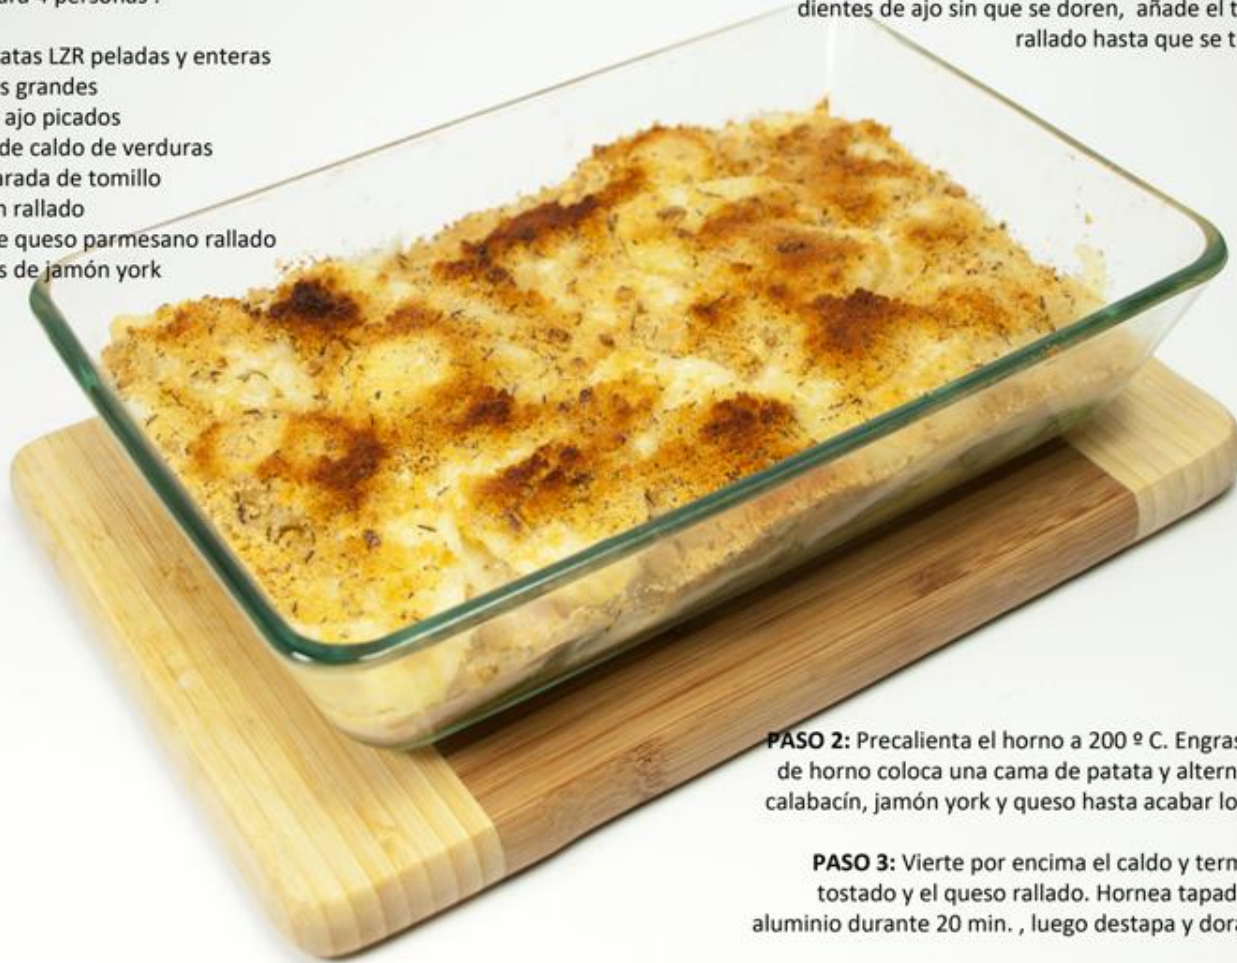 4 personas
atas LZR peladas y enteras
s grandes
ajo picados
de caldo de verduras
arada de tomillo
n rallado
e queso parmesano rallado
s de jamón york
dientes de ajo sin que se doren, añade el t
rallado hasta que se t
PASO 2: Precalienta el horno a 200 º C. Engras
de horno coloca una cama de patata y altern
calabacín, jamón york y queso hasta acabar lo
PASO 3: Vierte por encima el caldo y term
tostado y el queso rallado. Hornea tapad
aluminio durante 20 min. , luego destapa y dora